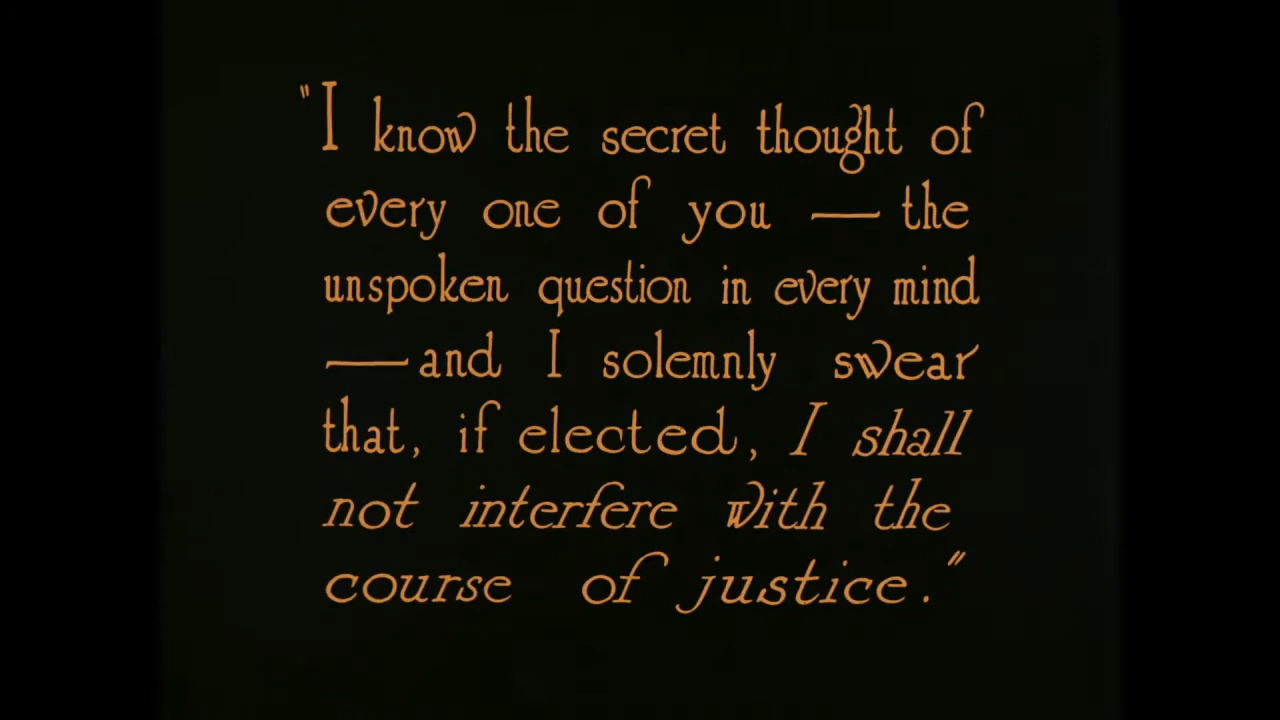 "I know the secret thought of
every one of you — the
unspoken question in every mind
— and I solemnly swear
that, if elected, I shall
not interfere with the
course of justice."